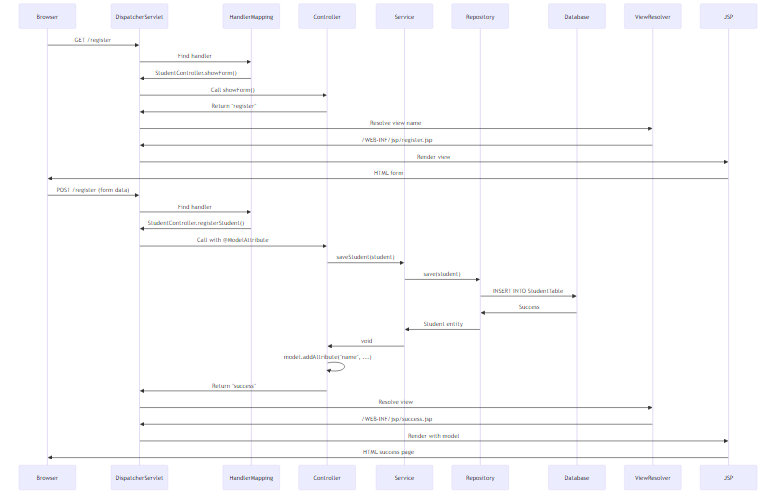 Browser DispatcherServlet HandlerMapping Controller Service Repository Database ViewResolver JSP
GET /register
Find handler
StudentController.showForm()
Call showForm()
Return "register"
Resolve view name
/WEB-INF/jsp/register.jsp
Render view
HTML form
POST /register (form data)
Find handler
StudentController.registerStudent()
Call with @ModelAttribute
saveStudent(student)
save(student)
INSERT INTO StudentTable
Success
Student entity
void
model.addAttribute("name", ...)
Return "success"
Resolve view
/WEB-INF/jsp/success.jsp
Render with model
HTML success page
Browser DispatcherServlet HandlerMapping Controller Service Repository Database ViewResolver JSP